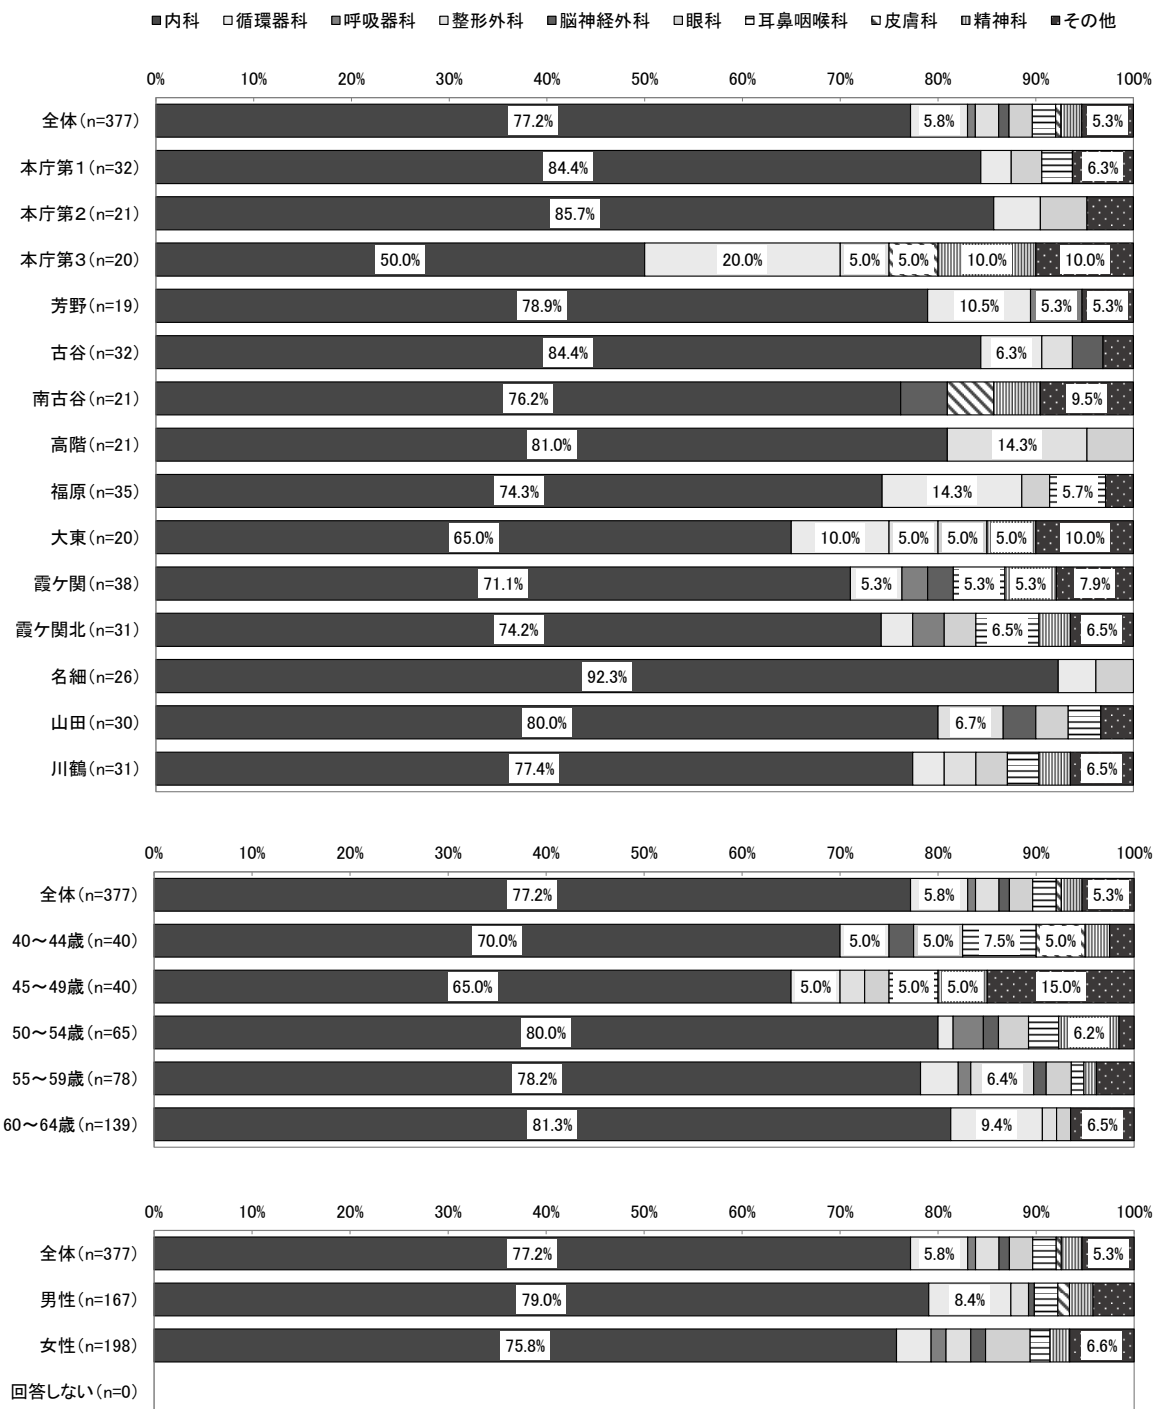 ■内科 □循環器科 ■呼吸器科 □整形外科 ■脳神経外科 □眼科 日耳鼻咽喉科 皮膚科 精神科 ■その他
0% 10% 20% 30% 40% 50% 60% 70% 80% 90% 100%
全体(n=377) 77.2% 5.8% 5.3%
本庁第1(n=32) 84.4% 6.3%
本庁第2(n=21) 85.7%
本庁第3(n=20) 50.0% 20.0% 5.0% 5.0% 10.0% 10.0%
芳野(n=19) 78.9% 10.5% 5.3% 5.3%
古谷(n=32) 84.4% 6.3%
南古谷(n=21) 76.2% 9.5%
高階(n=21) 81.0% 14.3%
福原(n=35) 74.3% 14.3% 5.7%
大東(n=20) 65.0% 10.0% 5.0% 5.0% 5.0% 10.0%
霞ケ関(n=38) 71.1% 5.3% 5.3% 5.3% 7.9%
霞ケ関北(n=31) 74.2% 6.5% 6.5%
名細(n=26) 92.3%
山田(n=30) 80.0% 6.7%
川鶴(n=31) 77.4% 6.5%
0% 10% 20% 30% 40% 50% 60% 70% 80% 90% 100%
全体(n=377) 77.2% 5.8% 5.3%
40～44歳(n=40) 70.0% 5.0% 5.0% 7.5% 5.0%
45～49歳(n=40) 65.0% 5.0% 5.0% 5.0% 15.0%
50～54歳(n=65) 80.0% 6.2%
55～59歳(n=78) 78.2% 6.4%
60～64歳(n=139) 81.3% 9.4% 6.5%
0% 10% 20% 30% 40% 50% 60% 70% 80% 90% 100%
全体(n=377) 77.2% 5.8% 5.3%
男性(n=167) 79.0% 8.4%
女性(n=198) 75.8% 6.6%
回答しない(n=0)